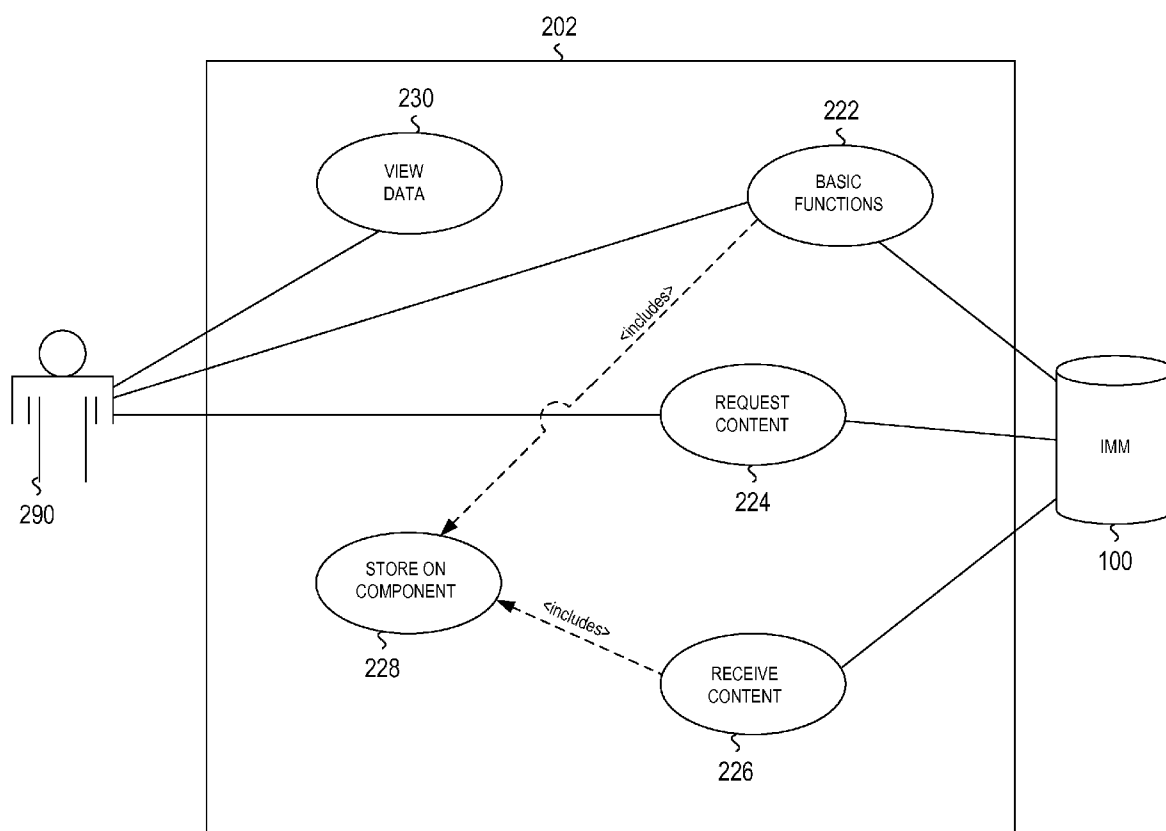 202
230
222
VIEW
DATA
BASIC
FUNCTIONS
<includes>
REQUEST
CONTENT
IMM
290
224
100
STORE ON
COMPONENT
<includes>
228
RECEIVE
CONTENT
226